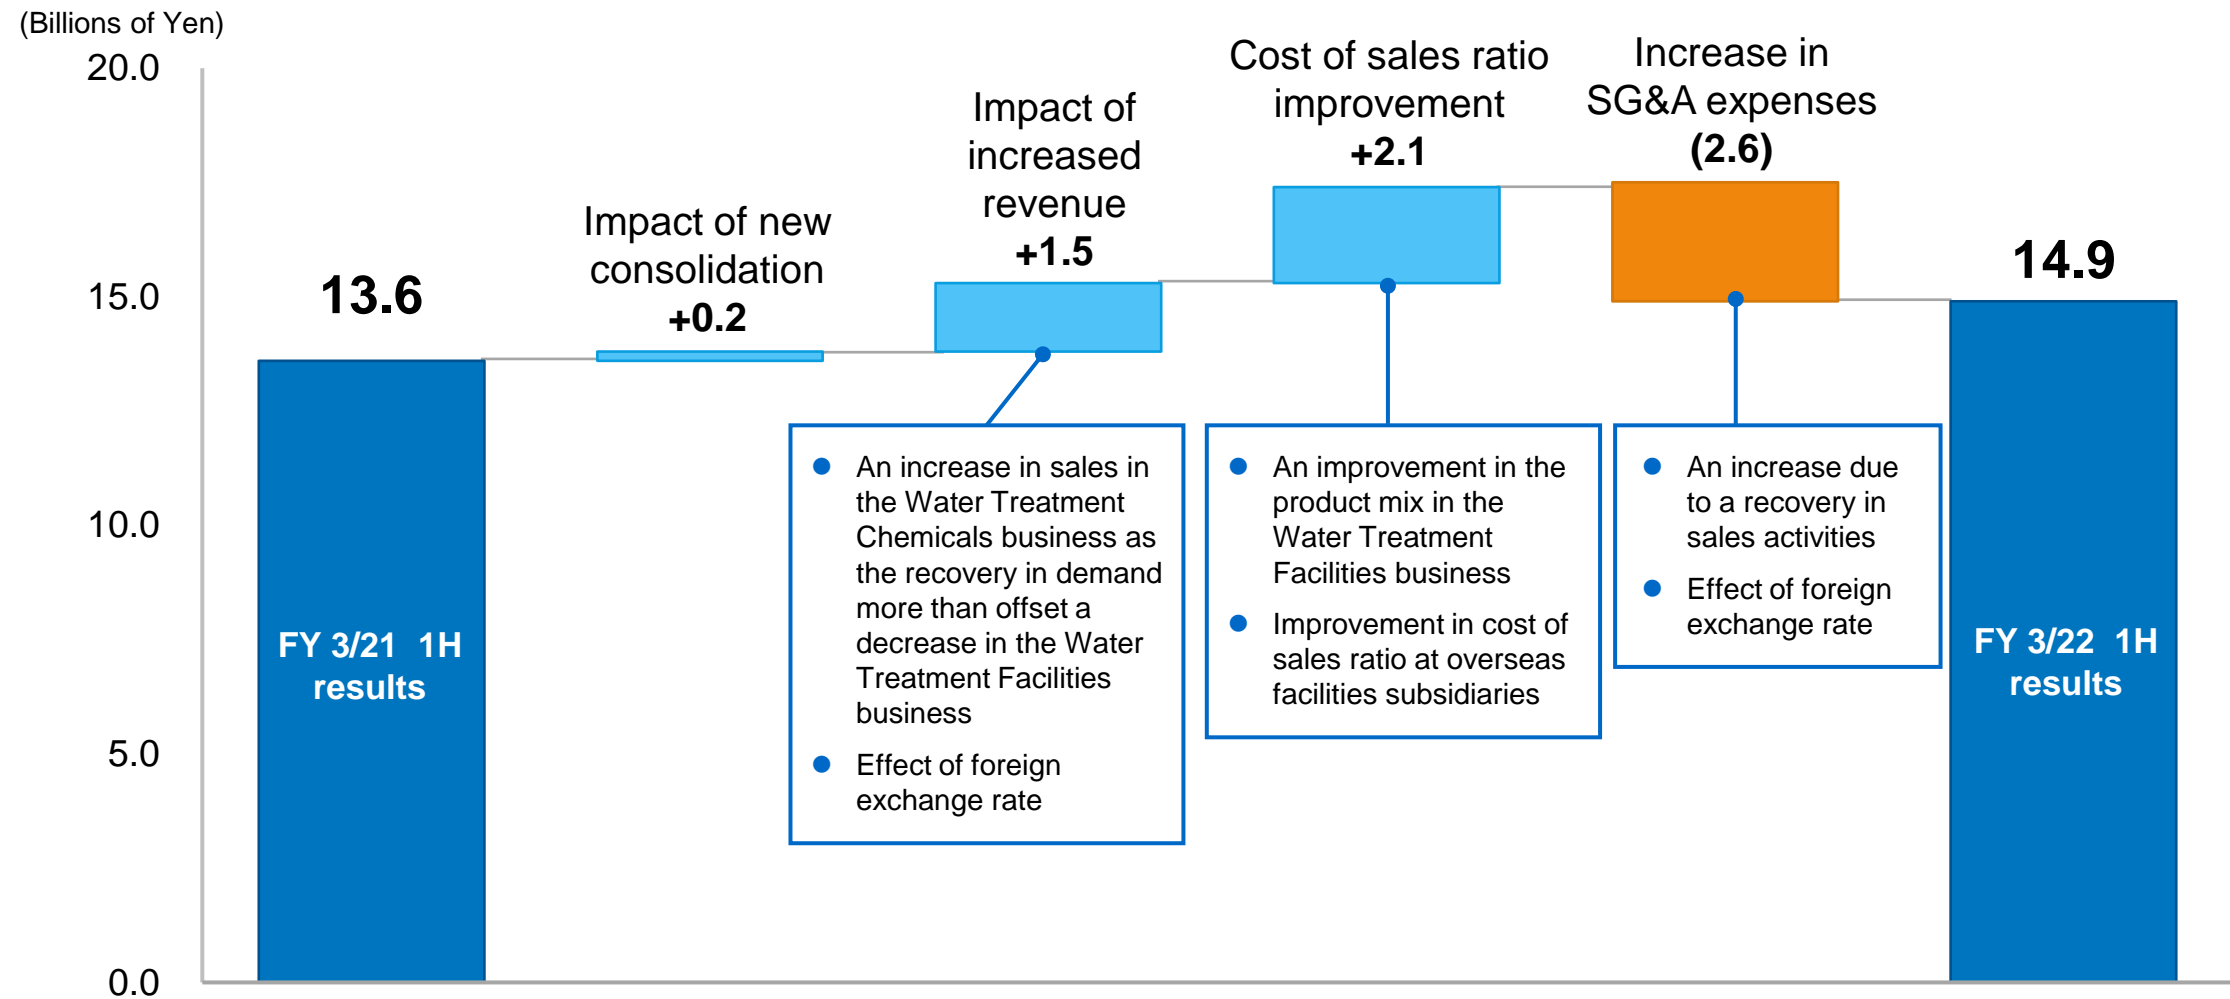 (Billions of Yen)
20.0
15.0
10.0
5.0
0.0
13.6
FY 3/21 1H
results
Impact of new
consolidation
+0.2
Impact of
increased
revenue
+1.5
Cost of sales ratio
improvement
+2.1
Increase in
SG&A expenses
(2.6)
14.9
FY 3/22 1H
results
● An increase in sales in
the Water Treatment
Chemicals business as
the recovery in demand
more than offset a
decrease in the Water
Treatment Facilities
business
● Effect of foreign
exchange rate
● An improvement in the
product mix in the
Water Treatment
Facilities business
● Improvement in cost of
sales ratio at overseas
facilities subsidiaries
● An increase due
to a recovery in
sales activities
● Effect of foreign
exchange rate